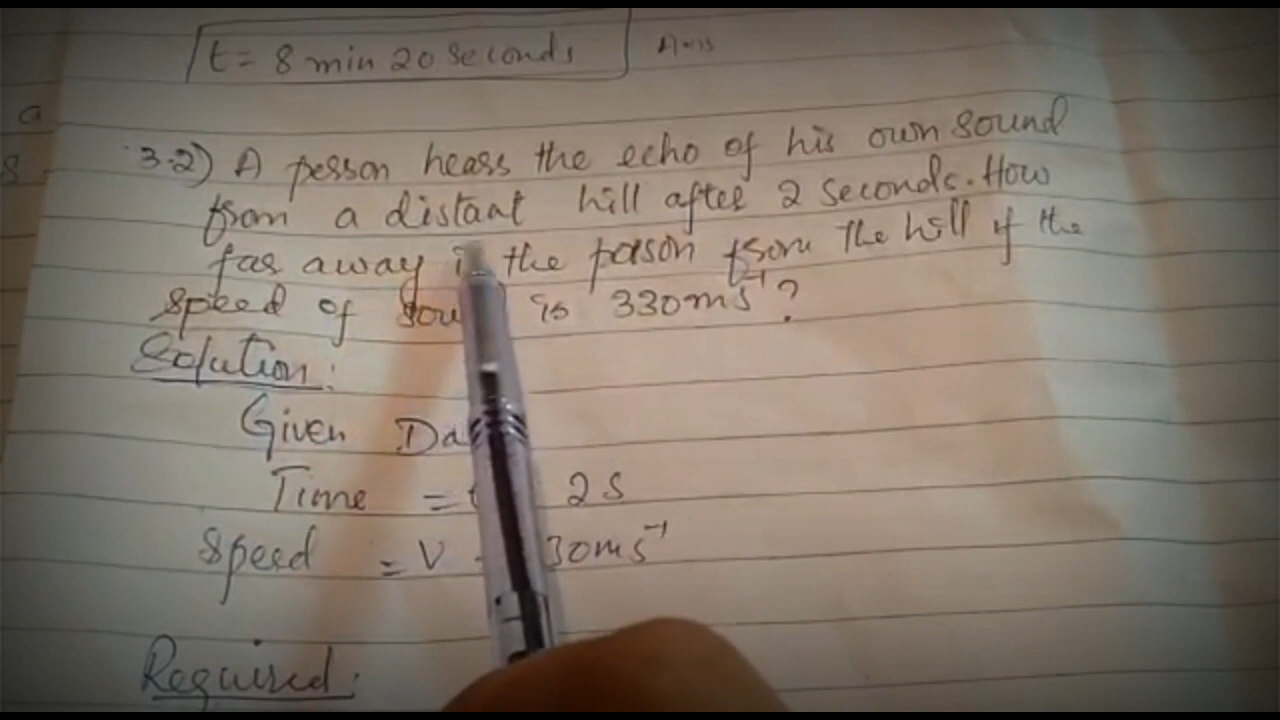 t = 8 min 20 seconds
a
s
3.2) A person hears the echo of his own sound
from a distant hill after 2 seconds. How
far away is the person from the hill if the
speed of sou is 330ms⁻¹?
Solution:
Given Da
Time = 2s
Speed = V 30ms⁻¹
Required: